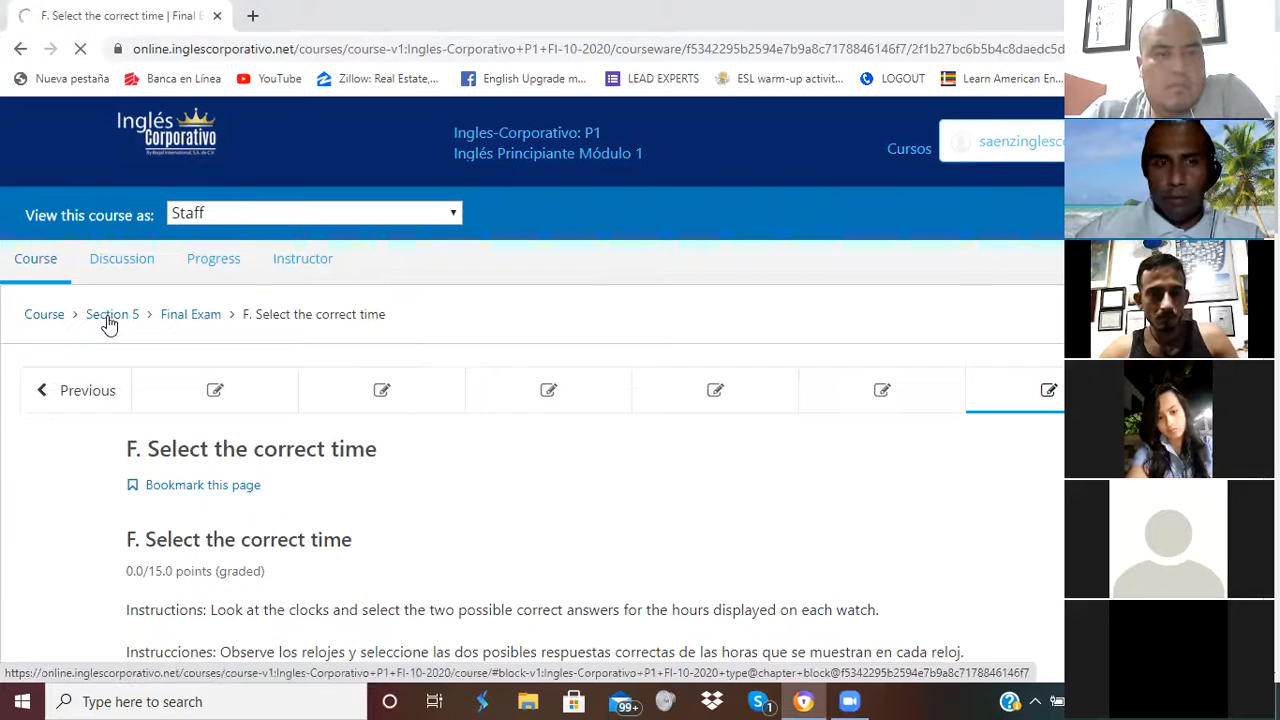 F. Select the correct time | Final E
online.inglescorporativo.net/courses/course-v1:Ingles-Corporativo+P1+FI-10-2020/courseware/f5342295b2594e7b9a8c7178846146f7/2f1b27bc6b5b4c8daedc5d
Nueva pestaña
Banca en Línea
YouTube
Zillow: Real Estate,...
English Upgrade m...
LEAD EXPERTS
ESL warm-up activit...
LOGOUT
Learn American En...
Inglés
Corporativo
Ingles-Corporativo: P1
Inglés Principiante Módulo 1
Cursos
saenzinglesco
View this course as:
Staff
Course
Discussion
Progress
Instructor
Course > Section 5 > Final Exam > F. Select the correct time
Previous
F. Select the correct time
Bookmark this page
F. Select the correct time
0.0/15.0 points (graded)
Instructions: Look at the clocks and select the two possible correct answers for the hours displayed on each watch.
Instrucciones: Observe los relojes y seleccione las dos posibles respuestas correctas de las horas que se muestran en cada reloj.
https://online.inglescorporativo.net/courses/course-v1:Ingles-Corporativo+P1+FI-10-2020/course/#block-v1:Ingles-Corporativo+P1+FI-10-2020+type@chapter+block@f5342295b2594e7b9a8c7178846146f7
Type here to search
99+
1